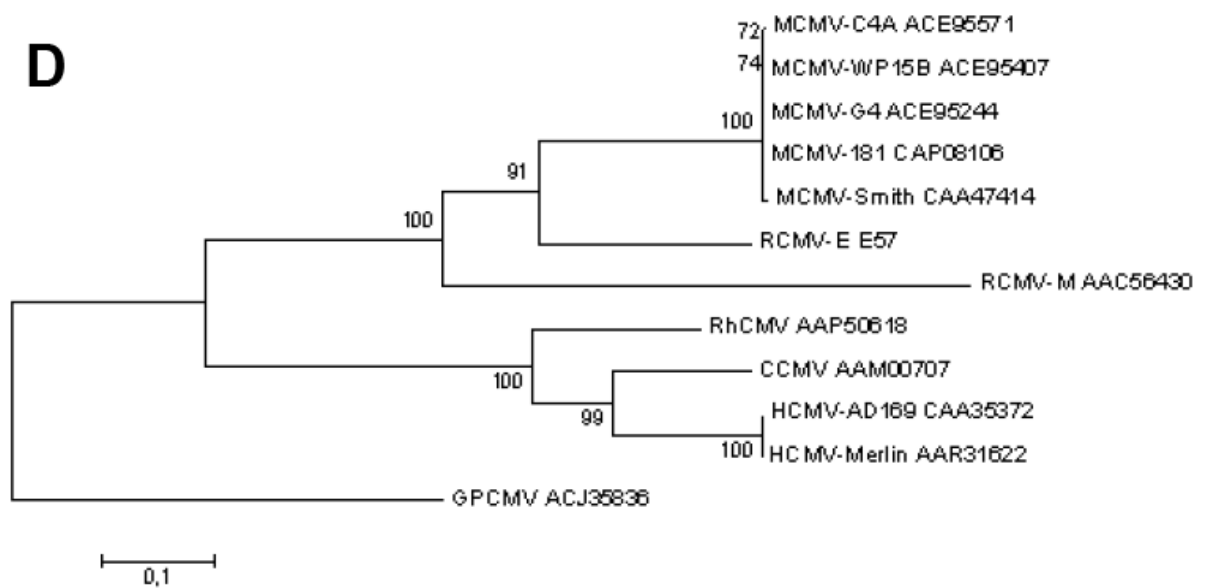 D
72
MCMV-C4A ACE95571
74
MCMV-WP15B ACE95407
MCMV-G4 ACE95244
100
MCMV-181 CAP08106
91
MCMV-Smith CAA47414
100
RCMV-E E57
RCMV-M AAC56430
RhCMV AAP50618
CCMV AAM00707
100
HCMV-AD169 CAA35372
99
100
HCMV-Merlin AAR31622
GPCMV ACJ35836
0,1